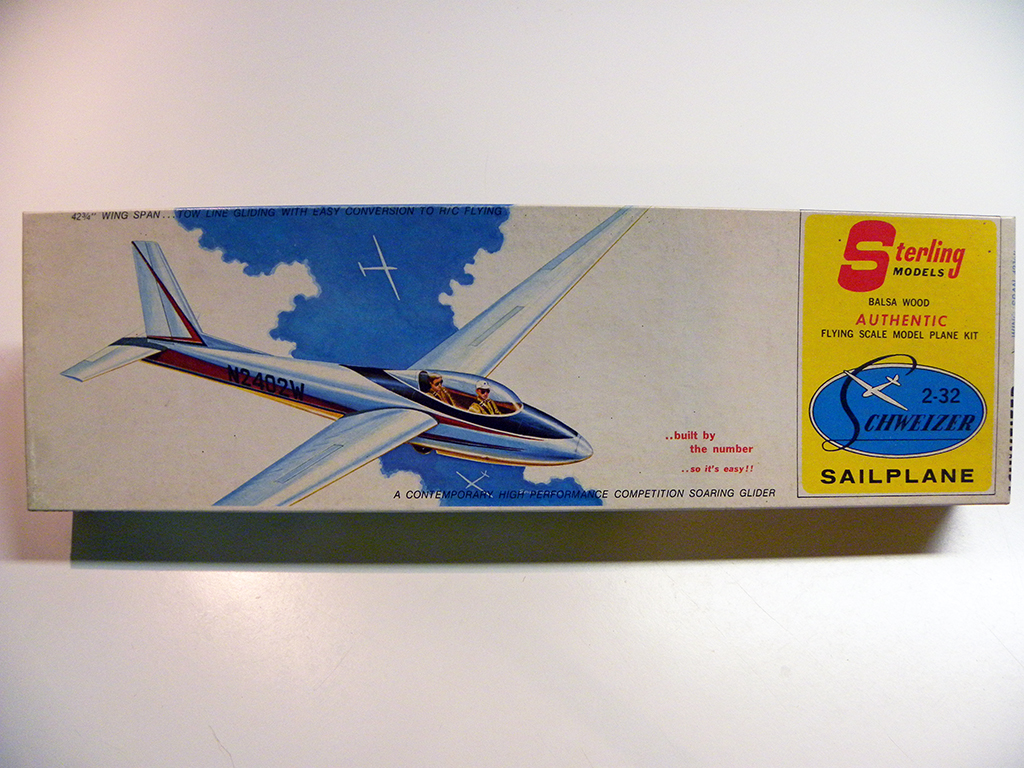 42¾" WING SPAN... TOW LINE GLIDING WITH EASY CONVERSION TO R/C FLYING
N2402W
..built by
the number
..so it's easy!!
A CONTEMPORARY HIGH PERFORMANCE COMPETITION SOARING GLIDER
Sterling
MODELS
BALSA WOOD
AUTHENTIC
FLYING SCALE MODEL PLANE KIT
2-32
SCHWEIZER
SAILPLANE